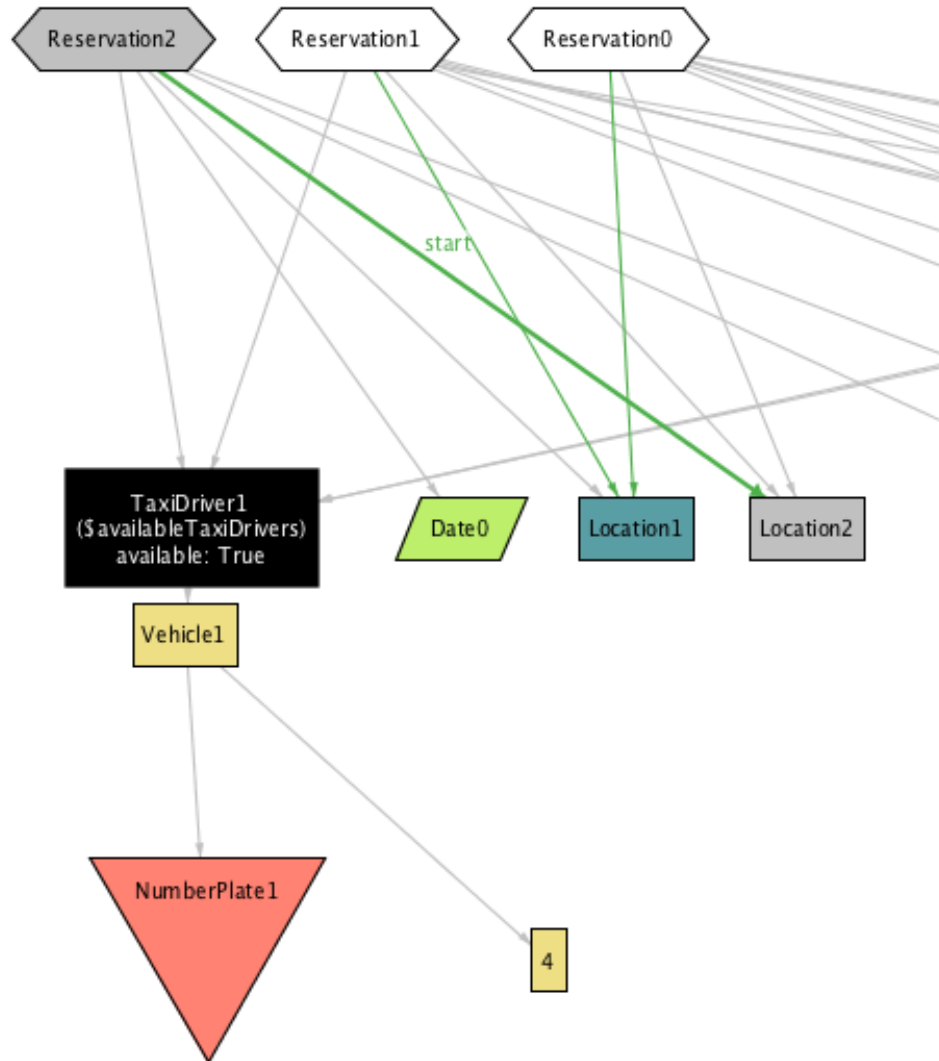 Reservation2
Reservation1
Reservation0
start
TaxiDriver1
($availableTaxiDrivers)
available: True
Date0
Location1
Location2
Vehicle1
NumberPlate1
4